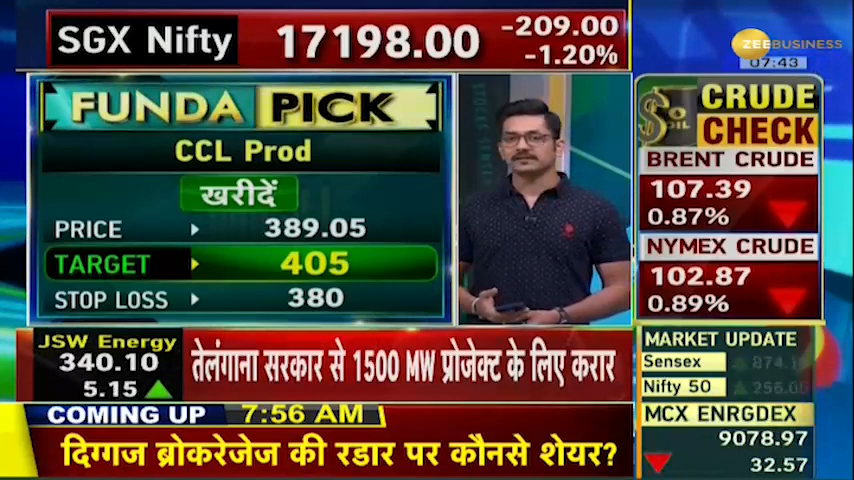 SGX Nifty
17198.00
-209.00
-1.20%
ZEE BUSINESS
07:43
FUNDA PICK
CCL Prod
खरीदें
PRICE 389.05
TARGET 405
STOP LOSS 380
CRUDE
CHECK
OIL
BRENT CRUDE
107.39
0.87%
NYMEX CRUDE
102.87
0.89%
JSW Energy
340.10
5.15
तेलंगाना सरकार से 1500 MW प्रोजेक्ट के लिए करार
COMING UP 7:56 AM
दिग्गज ब्रोकरेजेज की रडार पर कौनसे शेयर?
MARKET UPDATE
Sensex
Nifty 50
MCX ENRGDEX
9078.97
32.57